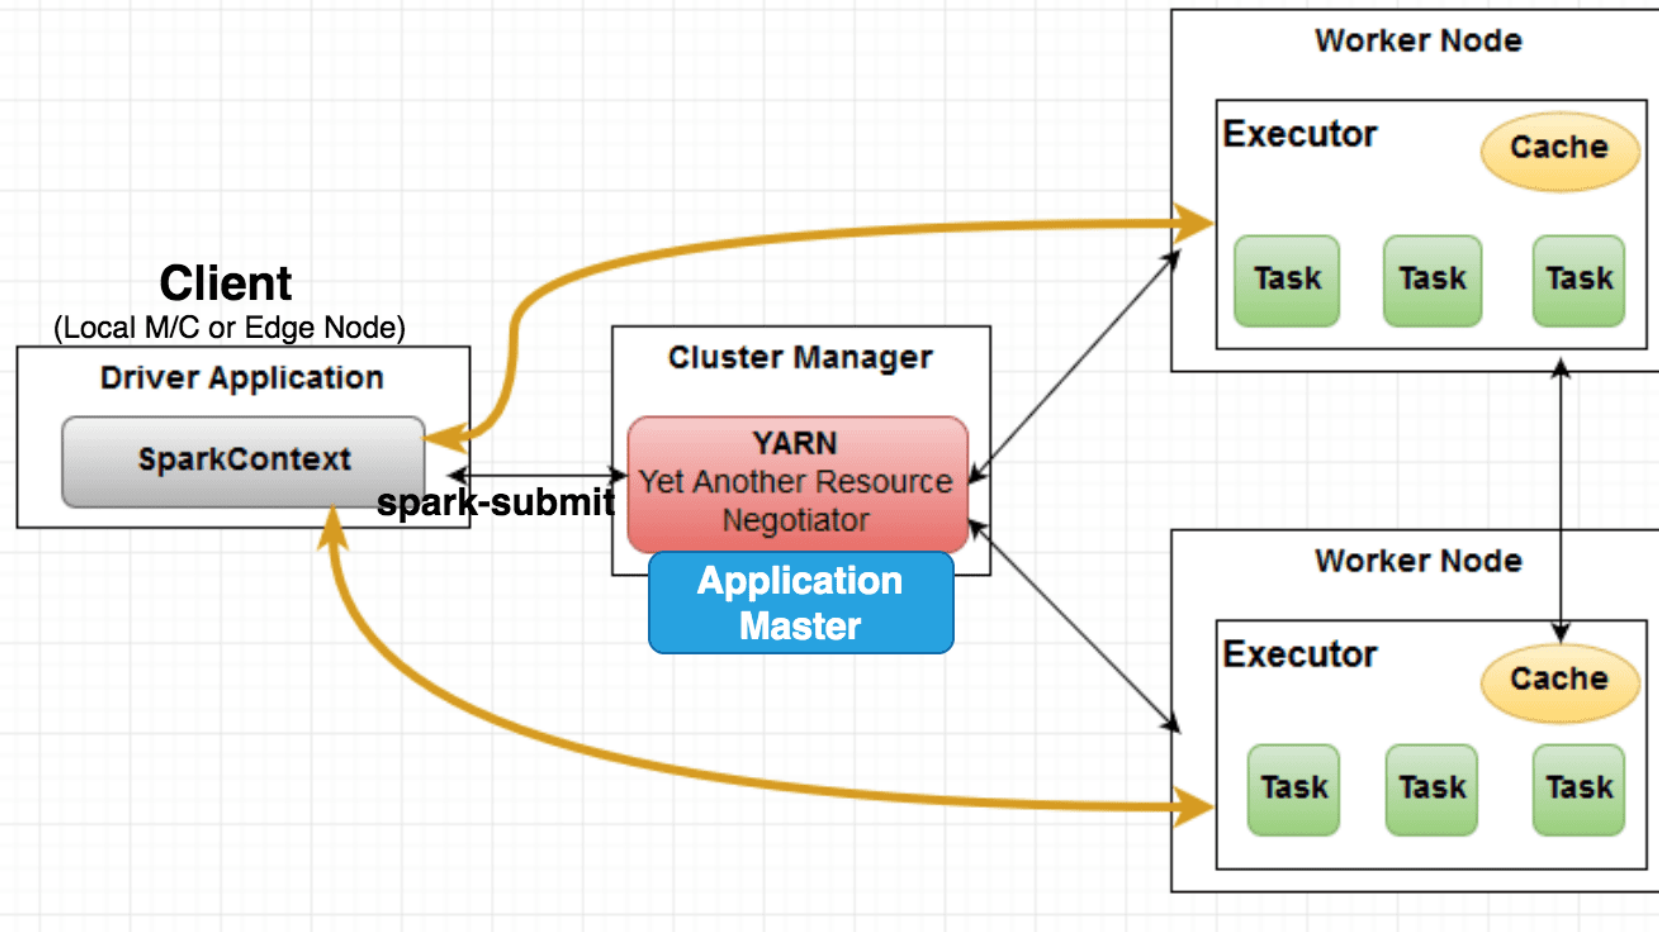 Client
(Local M/C or Edge Node)
Driver Application
SparkContext
spark-submit
Cluster Manager
YARN
Yet Another Resource
Negotiator
Application
Master
Worker Node
Executor
Cache
Task
Task
Task
Worker Node
Executor
Cache
Task
Task
Task